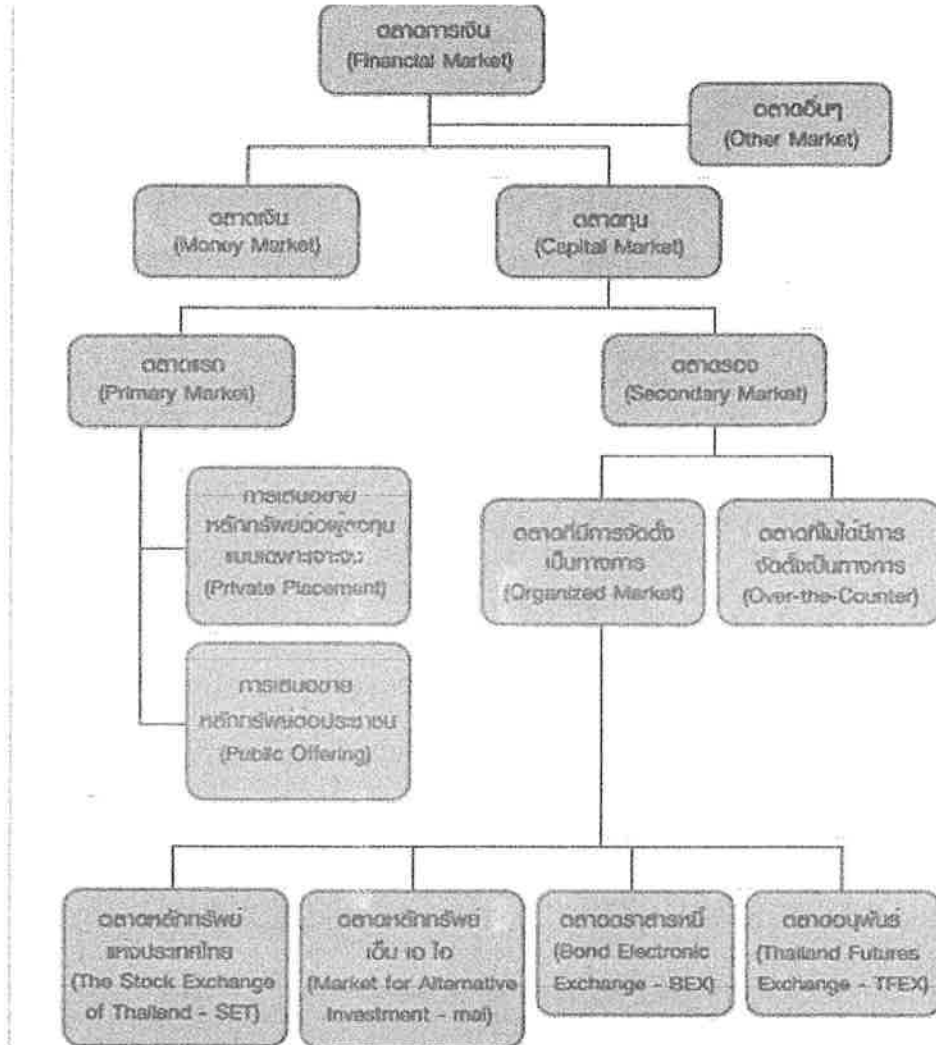 ตลาดการเงิน
(Financial Market)
ตลาดอื่นๆ
(Other Market)
ตลาดเงิน
(Money Market)
ตลาดทุน
(Capital Market)
ตลาดแรก
(Primary Market)
ตลาดรอง
(Secondary Market)
การเสนอขาย
หลักทรัพย์ต่อผู้ลงทุน
แบบเฉพาะเจาะจง
(Private Placement)
การเสนอขาย
หลักทรัพย์ต่อประชาชน
(Public Offering)
ตลาดที่มีการจัดตั้ง
เป็นทางการ
(Organized Market)
ตลาดที่ไม่ได้มีการ
จัดตั้งเป็นทางการ
(Over-the-Counter)
ตลาดหลักทรัพย์
แห่งประเทศไทย
(The Stock Exchange
of Thailand - SET)
ตลาดหลักทรัพย์
เอ็ม เอ ไอ
(Market for Alternative
Investment - mai)
ตลาดตราสารหนี้
(Bond Electronic
Exchange - BEX)
ตลาดอนุพันธ์
(Thailand Futures
Exchange - TFEX)